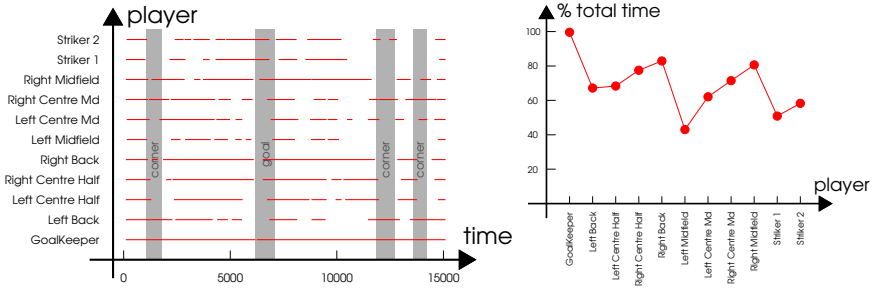 player
Striker 2
Striker 1
Right Midfield
Right Centre Md
Left Centre Md
Left Midfield
Right Back
Right Centre Half
Left Centre Half
Left Back
GoalKeeper
corner
goal
corner
corner
time
0
5000
10000
15000
% total time
100
80
60
40
20
player
GoalKeeper
Left Back
Left Centre Half
Right Centre Half
Right Back
Left Midfield
Left Centre Md
Right Centre Md
Right Midfield
Striker 1
Striker 2